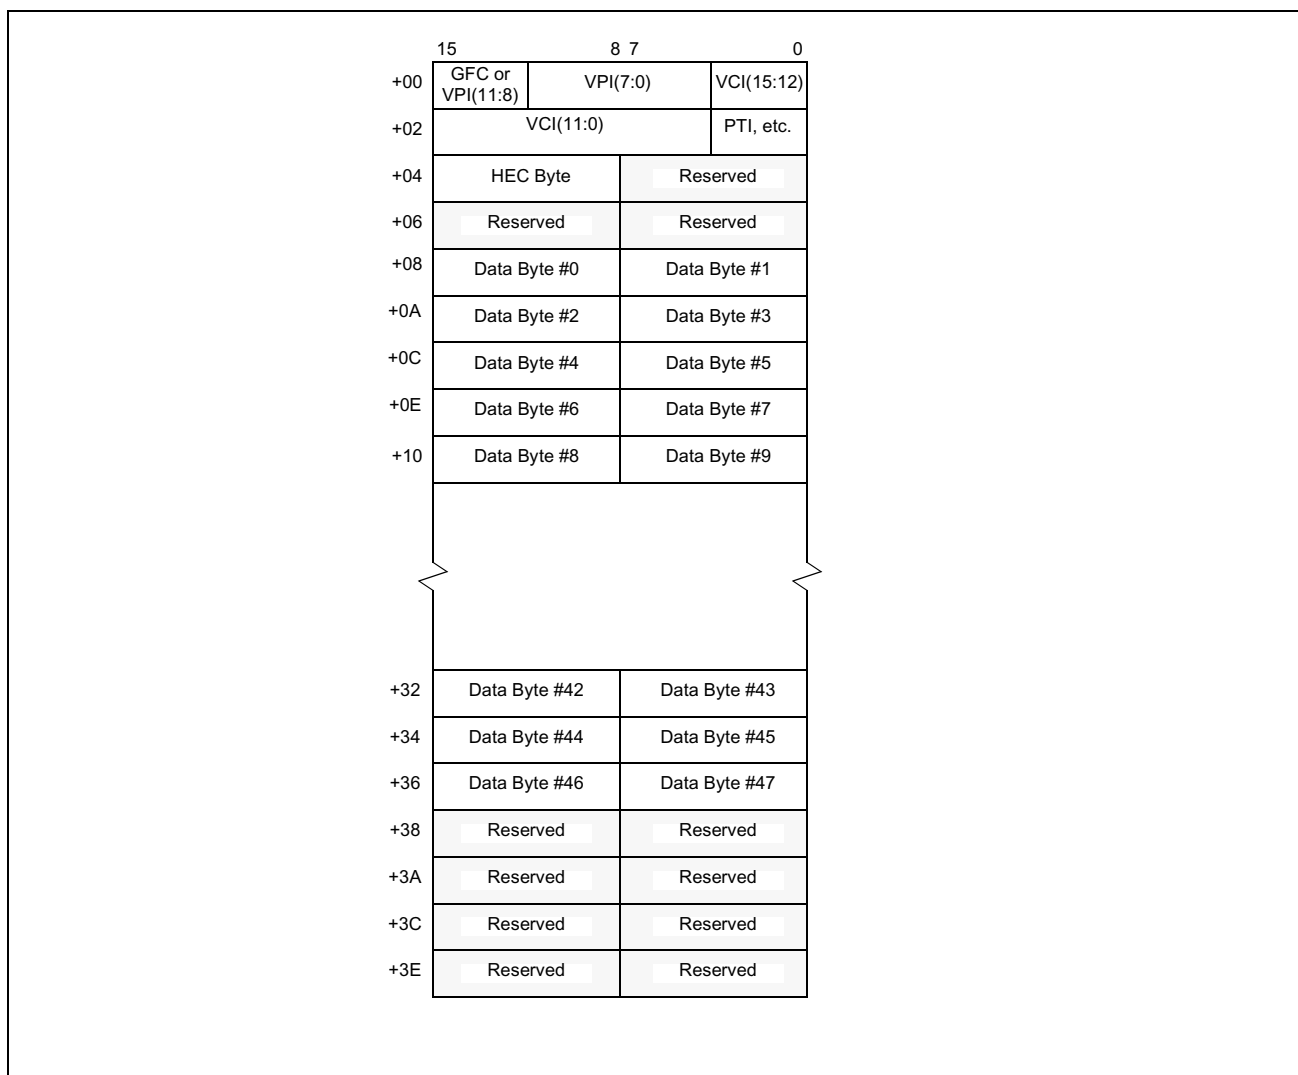 15 8 7 0
+00 GFC or VPI(11:8) VPI(7:0) VCI(15:12)
+02 VCI(11:0) PTI, etc.
+04 HEC Byte Reserved
+06 Reserved Reserved
+08 Data Byte #0 Data Byte #1
+0A Data Byte #2 Data Byte #3
+0C Data Byte #4 Data Byte #5
+0E Data Byte #6 Data Byte #7
+10 Data Byte #8 Data Byte #9
+32 Data Byte #42 Data Byte #43
+34 Data Byte #44 Data Byte #45
+36 Data Byte #46 Data Byte #47
+38 Reserved Reserved
+3A Reserved Reserved
+3C Reserved Reserved
+3E Reserved Reserved